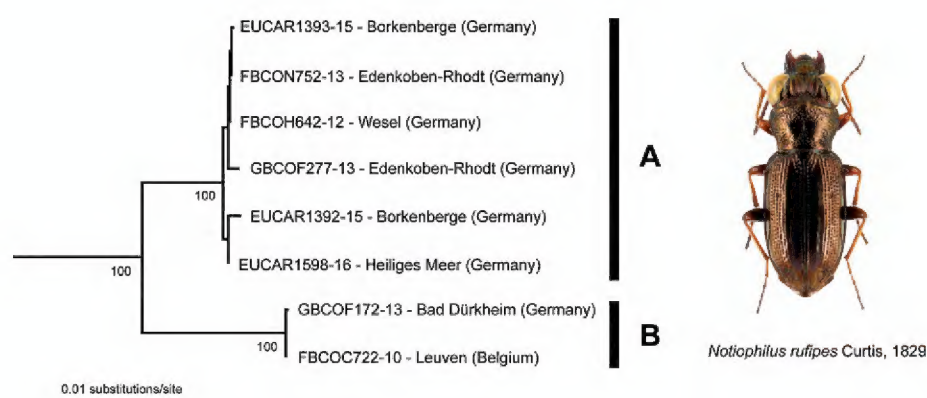 EUCAR1393-15 - Borkenberge (Germany)
FBCON752-13 - Edenkoben-Rhodt (Germany)
FBCOH642-12 - Wesel (Germany)
GBCOF277-13 - Edenkoben-Rhodt (Germany)
A
100
EUCAR1392-15 - Borkenberge (Germany)
EUCAR1598-16 - Heiliges Meer (Germany)
100
GBCOF172-13 - Bad Dürkheim (Germany)
B
100
FBCOC722-10 - Leuven (Belgium)
Notiophilus rufipes Curtis, 1829
0.01 substitutions/site